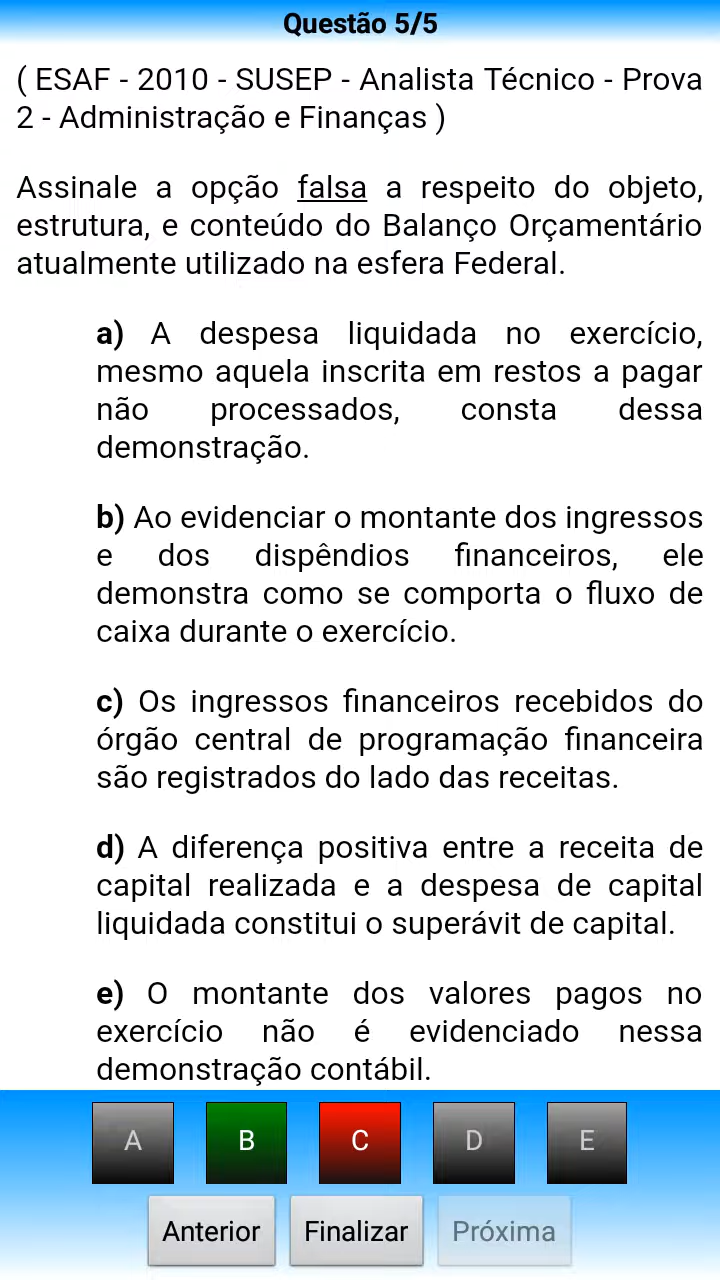 Questão 5/5
( ESAF - 2010 - SUSEP - Analista Técnico - Prova
2 - Administração e Finanças )
Assinale a opção falsa a respeito do objeto,
estrutura, e conteúdo do Balanço Orçamentário
atualmente utilizado na esfera Federal.
a) A despesa liquidada no exercício,
mesmo aquela inscrita em restos a pagar
não processados, consta dessa
demonstração.
b) Ao evidenciar o montante dos ingressos
e dos dispêndios financeiros, ele
demonstra como se comporta o fluxo de
caixa durante o exercício.
c) Os ingressos financeiros recebidos do
órgão central de programação financeira
são registrados do lado das receitas.
d) A diferença positiva entre a receita de
capital realizada e a despesa de capital
liquidada constitui o superávit de capital.
e) O montante dos valores pagos no
exercício não é evidenciado nessa
demonstração contábil.
A B C D E
Anterior Finalizar Próxima